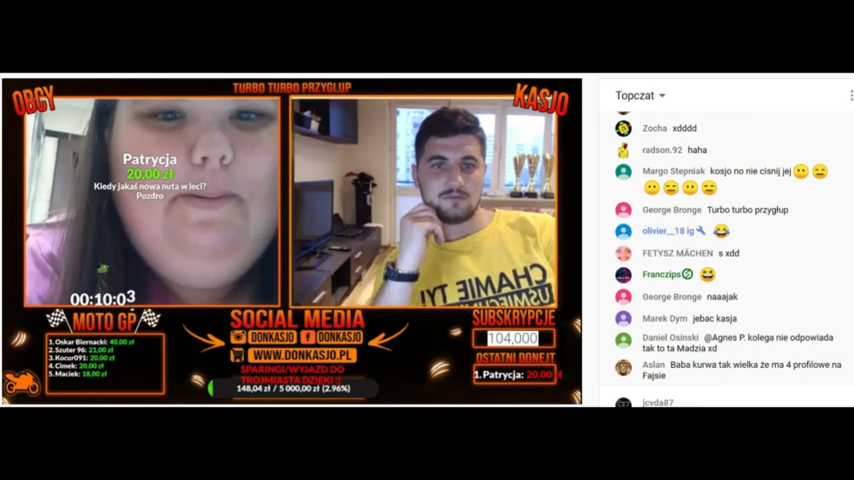 TURBO TURBO PRZYGŁUP
OBCY
KASJO
Patrycja
20,00 zł
Kiedy jakaś nowa nuta w leci?
Pozdro
00:10:03
CHAMIE TY!
MOTO GP
1. Oskar Biernacki: 40,00 zł
2. Szuter 96: 21,00 zł
3. Kocur091: 20,00 zł
4. Cimek: 20,00 zł
5. Maciek: 18,00 zł
SOCIAL MEDIA
DONKASJO DONKASJO
WWW.DONKASJO.PL
SPARINGI/WYJAZD DO
TROJMIASTA DZIĘKI :)
148,04 zł / 5 000,00 zł (2.96%)
SUBSKRYPCJE
104,000
OSTATNI DONEJT
1. Patrycja: 20,00 zł
Topczat
Zocha xdddd
radson.92 haha
Margo Stepniak kosjo no nie cisnij jej
George Bronge Turbo turbo przygłup
olivier__18 ig
FETYSZ MÄCHEN s xdd
Franczips
George Bronge naaajak
Marek Dym jebac kasja
Daniel Osinski @Agnes P. kolega nie odpowiada
tak to ta Madzia xd
Aslan Baba kurwa tak wielka że ma 4 profilowe na
Fajsie
jcvda87